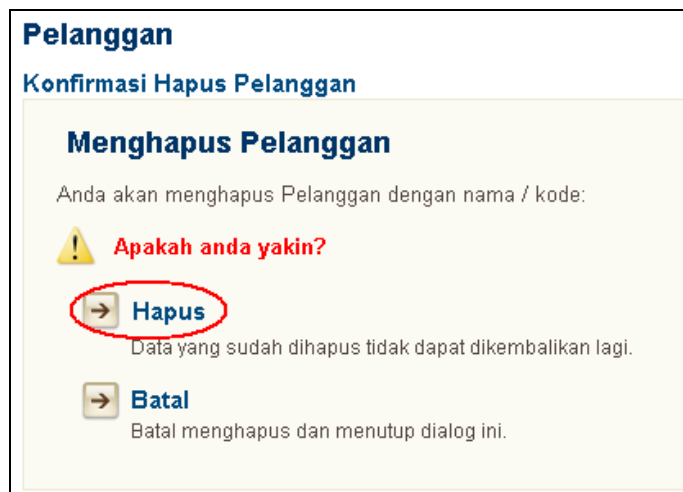 Pelanggan
Konfirmasi Hapus Pelanggan
Menghapus Pelanggan
Anda akan menghapus Pelanggan dengan nama / kode:
Apakah anda yakin?
Hapus
Data yang sudah dihapus tidak dapat dikembalikan lagi.
Batal
Batal menghapus dan menutup dialog ini.